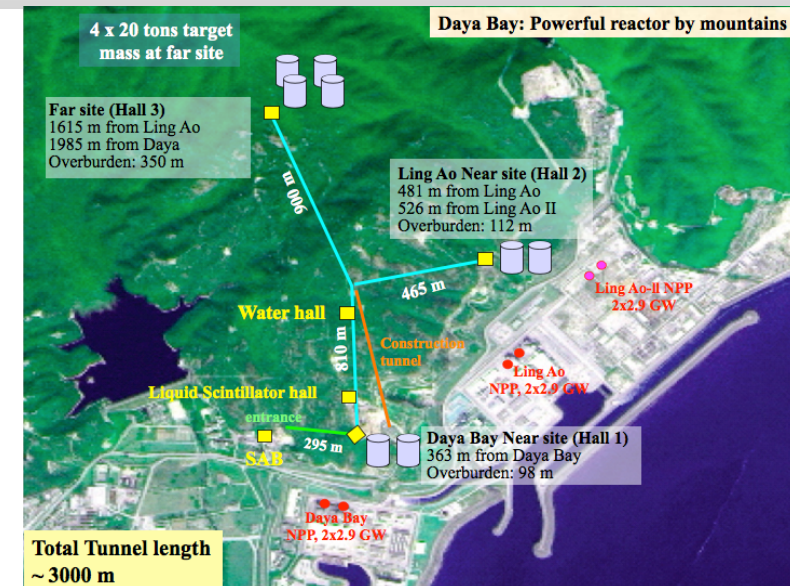 Daya Bay: Powerful reactor by mountains
4 x 20 tons target
mass at far site
Far site (Hall 3)
1615 m from Ling Ao
1985 m from Daya
Overburden: 350 m
900 m
Ling Ao Near site (Hall 2)
481 m from Ling Ao
526 m from Ling Ao II
Overburden: 112 m
465 m
Ling Ao-ll NPP
2x2.9 GW
Water hall
810 m
Construction
tunnel
Ling Ao
NPP, 2x2.9 GW
Liquid Scintillator hall
entrance
295 m
SAB
Daya Bay Near site (Hall 1)
363 m from Daya Bay
Overburden: 98 m
Daya Bay
NPP, 2x2.9 GW
Total Tunnel length
~ 3000 m